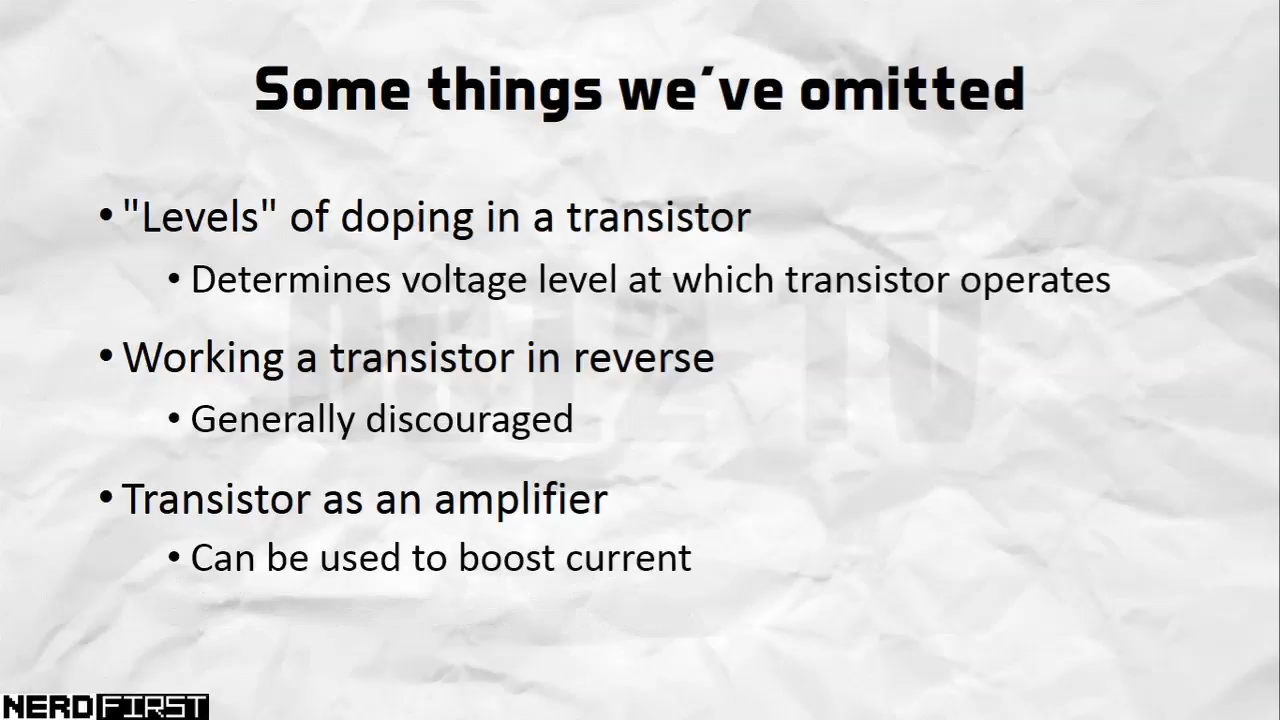 Some things we´ve omitted
• "Levels" of doping in a transistor
• Determines voltage level at which transistor operates
• Working a transistor in reverse
• Generally discouraged
• Transistor as an amplifier
• Can be used to boost current
NERDFIRST